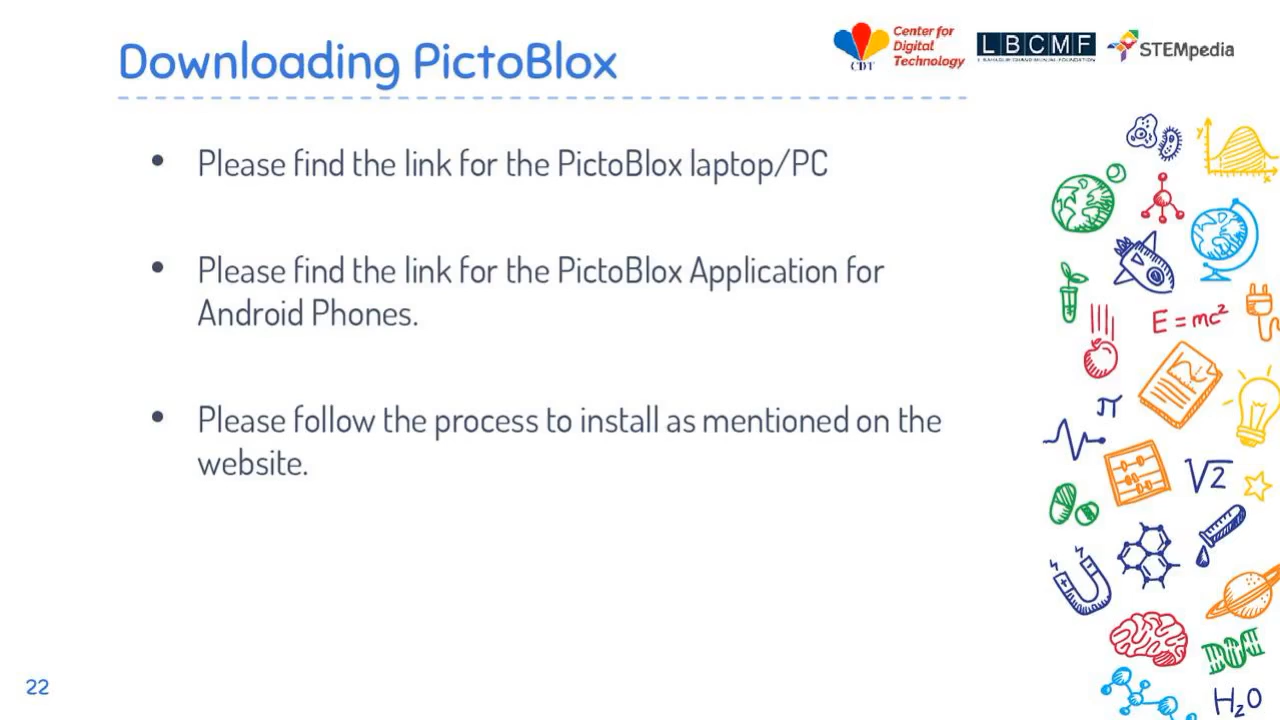 Downloading PictoBlox
CDT
Center for
Digital
Technology
LBCMF
STEMpedia
• Please find the link for the PictoBlox laptop/PC
• Please find the link for the PictoBlox Application for
Android Phones.
• Please follow the process to install as mentioned on the
website.
y
x
E = mc²
π
√2
H₂O
22